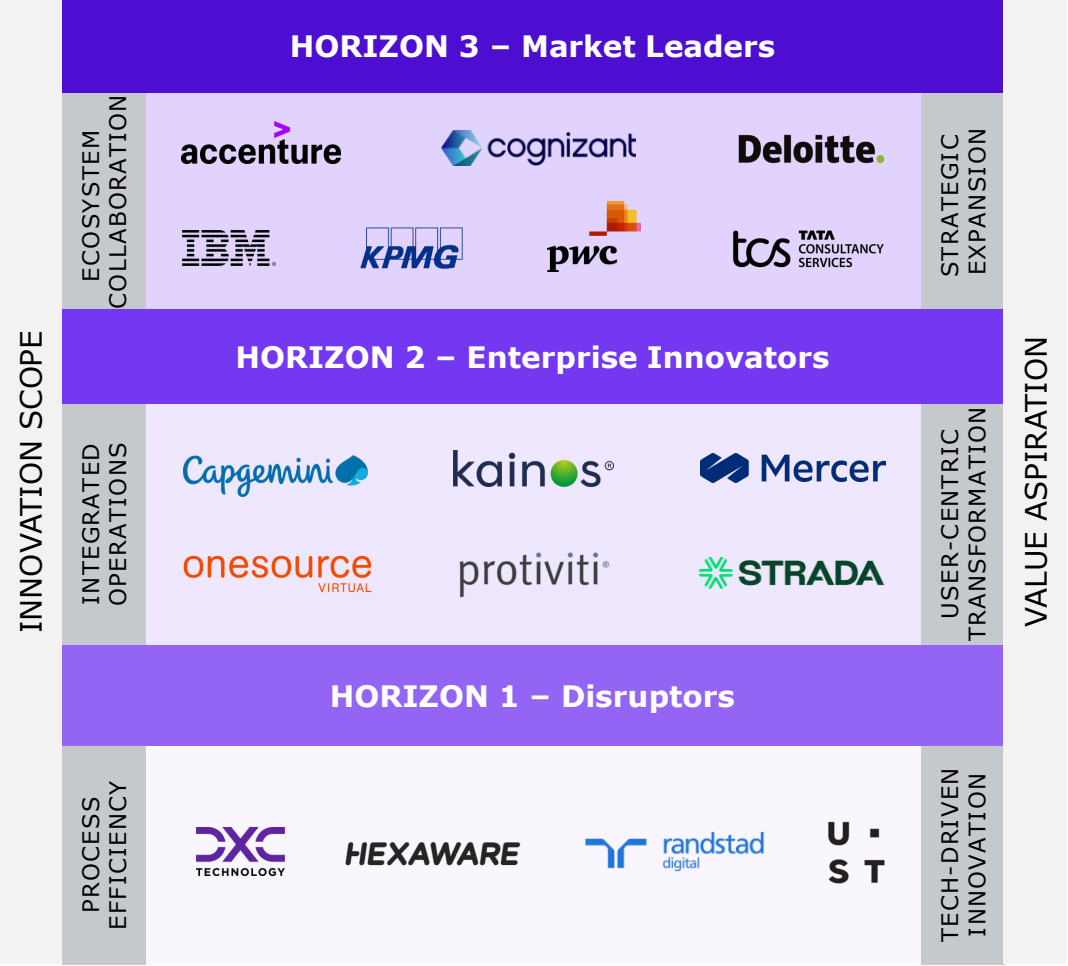 HORIZON 3 – Market Leaders
ECOSYSTEM
COLLABORATION
accenture
cognizant
Deloitte.
STRATEGIC
EXPANSION
IBM®
KPMG
pwc
tcs TATA
CONSULTANCY
SERVICES
INNOVATION SCOPE
HORIZON 2 – Enterprise Innovators
VALUE ASPIRATION
INTEGRATED
OPERATIONS
Capgemini
kainos®
Mercer
USER-CENTRIC
TRANSFORMATION
onesource
VIRTUAL
protiviti®
STRADA
HORIZON 1 – Disruptors
PROCESS
EFFICIENCY
DXC
TECHNOLOGY
HEXAWARE
randstad
digital
U
ST
TECH-DRIVEN
INNOVATION